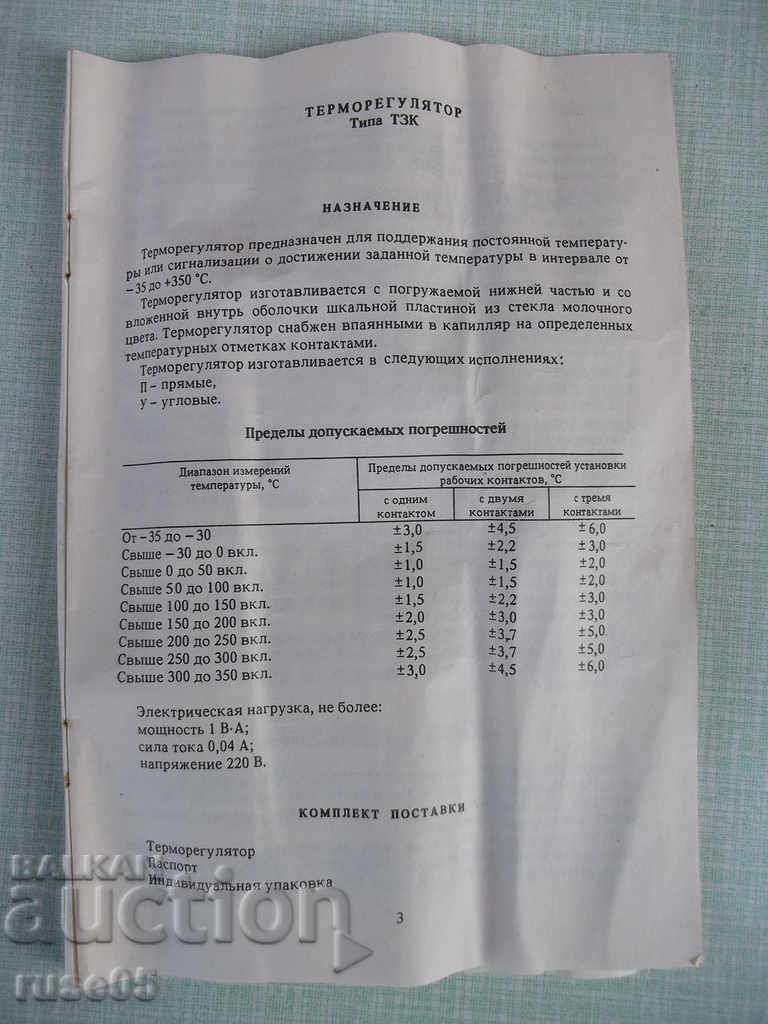 ТЕРМОРЕГУЛЯТОР
Типа ТЗК
НАЗНАЧЕНИЕ
Терморегулятор предназначен для поддержания постоянной температу-
ры или сигнализации о достижении заданной температуры в интервале от
−35 до +350 °С.
Терморегулятор изготавливается с погружаемой нижней частью и со
вложенной внутрь оболочки шкальной пластиной из стекла молочного
цвета. Терморегулятор снабжен впаянными в капилляр на определенных
температурных отметках контактами.
Терморегулятор изготавливается в следующих исполнениях:
П – прямые,
У – угловые.
Пределы допускаемых погрешностей
Диапазон измерений температуры, °С
Пределы допускаемых погрешностей установки
рабочих контактов, °С
с одним контактом с двумя контактами с тремя контактами
От −35 до −30 ±3,0 ±4,5 ±6,0
Свыше −30 до 0 вкл. ±1,5 ±2,2 ±3,0
Свыше 0 до 50 вкл. ±1,0 ±1,5 ±2,0
Свыше 50 до 100 вкл. ±1,0 ±1,5 ±2,0
Свыше 100 до 150 вкл. ±1,5 ±2,2 ±3,0
Свыше 150 до 200 вкл. ±2,0 ±3,0 ±3,0
Свыше 200 до 250 вкл. ±2,5 ±3,7 ±5,0
Свыше 250 до 300 вкл. ±2,5 ±3,7 ±5,0
Свыше 300 до 350 вкл. ±3,0 ±4,5 ±6,0
Электрическая нагрузка, не более:
мощность 1 В·А;
сила тока 0,04 А;
напряжение 220 В.
КОМПЛЕКТ ПОСТАВКИ
Терморегулятор
Паспорт
Индивидуальная упаковка
3
BALKAN
auction
ruse05